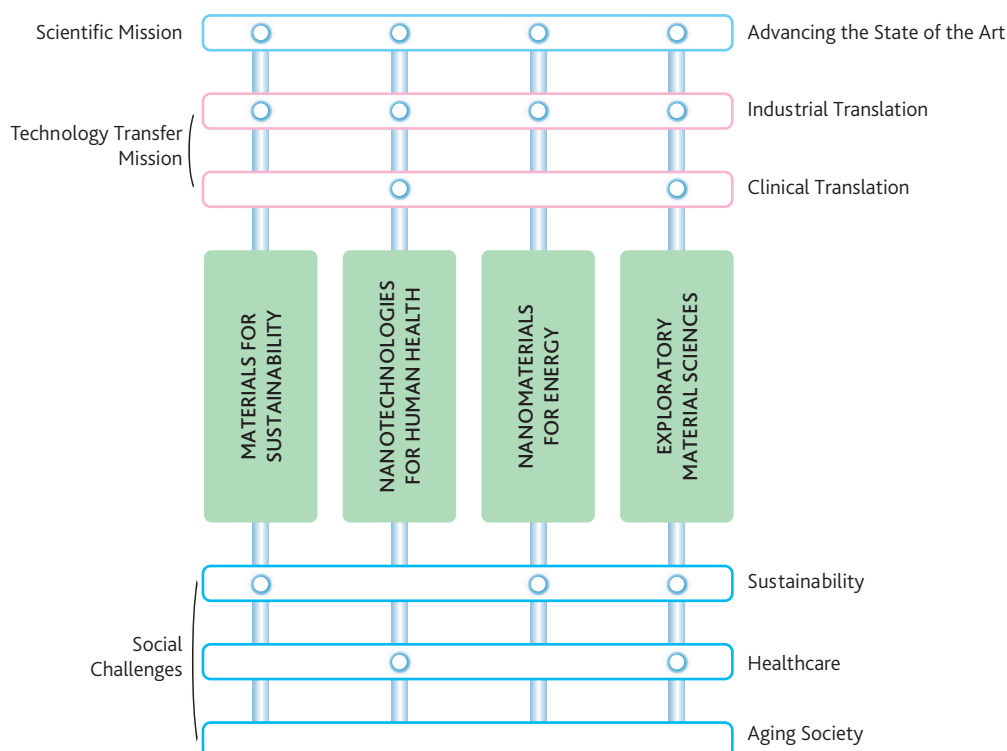 Scientific Mission
Advancing the State of the Art
Industrial Translation
Technology Transfer
Mission
Clinical Translation
MATERIALS FOR
SUSTAINABILITY
NANOTECHNOLOGIES
FOR HUMAN HEALTH
NANOMATERIALS
FOR ENERGY
EXPLORATORY
MATERIAL SCIENCES
Sustainability
Social
Challenges
Healthcare
Aging Society